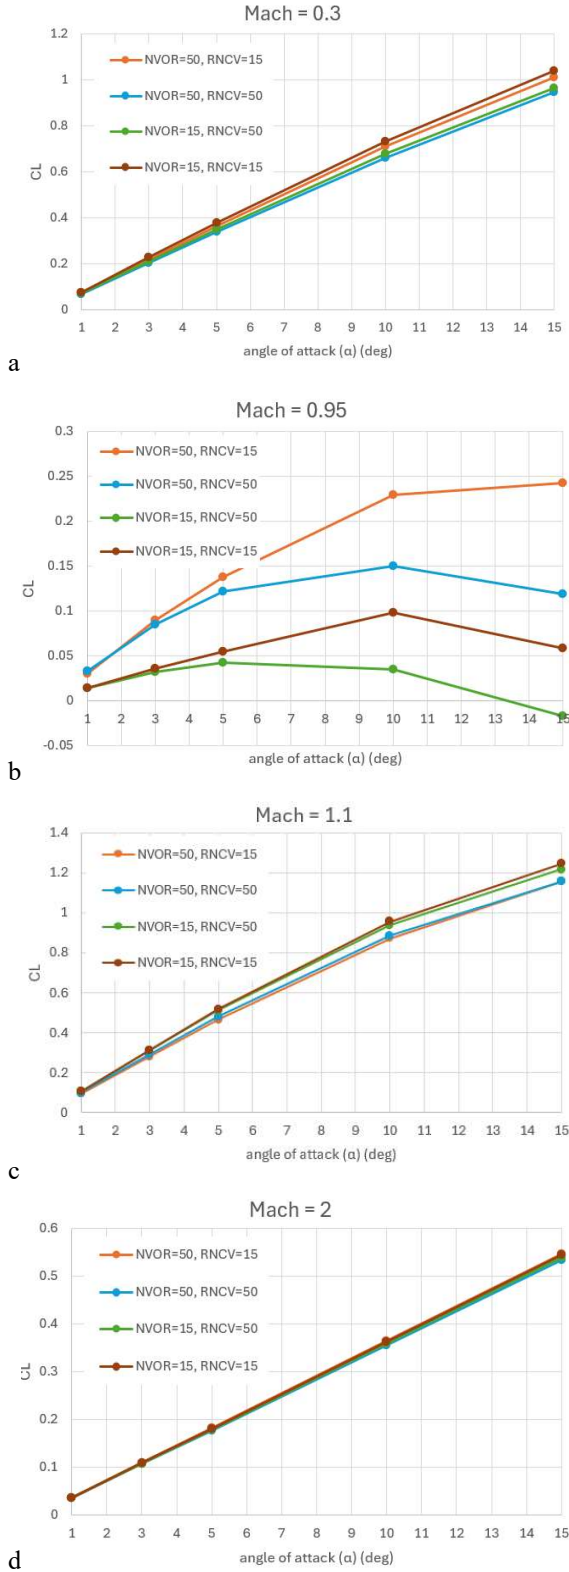 Mach = 0.3
1.2
1
0.8
0.6
0.4
0.2
0
CL
NVOR=50, RNCV=15
NVOR=50, RNCV=50
NVOR=15, RNCV=50
NVOR=15, RNCV=15
1 2 3 4 5 6 7 8 9 10 11 12 13 14 15
angle of attack (α) (deg)
a
Mach = 0.95
0.3
0.25
0.2
0.15
0.1
0.05
0
-0.05
CL
NVOR=50, RNCV=15
NVOR=50, RNCV=50
NVOR=15, RNCV=50
NVOR=15, RNCV=15
1 2 3 4 5 6 7 8 9 10 11 12 13 14 15
angle of attack (α) (deg)
b
Mach = 1.1
1.4
1.2
1
0.8
0.6
0.4
0.2
0
CL
NVOR=50, RNCV=15
NVOR=50, RNCV=50
NVOR=15, RNCV=50
NVOR=15, RNCV=15
1 2 3 4 5 6 7 8 9 10 11 12 13 14 15
angle of attack (α) (deg)
c
Mach = 2
0.6
0.5
0.4
0.3
0.2
0.1
0
CL
NVOR=50, RNCV=15
NVOR=50, RNCV=50
NVOR=15, RNCV=50
NVOR=15, RNCV=15
1 2 3 4 5 6 7 8 9 10 11 12 13 14 15
angle of attack (α) (deg)
d